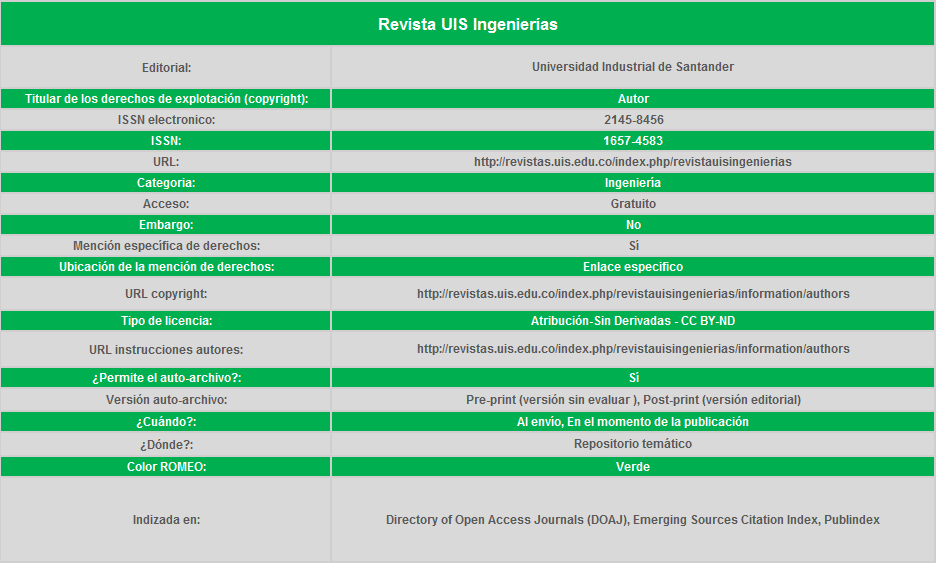 Revista UIS Ingenierías
Editorial: Universidad Industrial de Santander
Titular de los derechos de explotación (copyright): Autor
ISSN electronico: 2145-8456
ISSN: 1657-4583
URL: http://revistas.uis.edu.co/index.php/revistauisingenierias
Categoria: Ingeniería
Acceso: Gratuito
Embargo: No
Mención específica de derechos: Sí
Ubicación de la mención de derechos: Enlace específico
URL copyright: http://revistas.uis.edu.co/index.php/revistauisingenierias/information/authors
Tipo de licencia: Atribución-Sin Derivadas - CC BY-ND
URL instrucciones autores: http://revistas.uis.edu.co/index.php/revistauisingenierias/information/authors
¿Permite el auto-archivo?: Sí
Versión auto-archivo: Pre-print (versión sin evaluar ), Post-print (versión editorial)
¿Cuándo?: Al envío, En el momento de la publicación
¿Dónde?: Repositorio temático
Color ROMEO: Verde
Indizada en: Directory of Open Access Journals (DOAJ), Emerging Sources Citation Index, Publindex